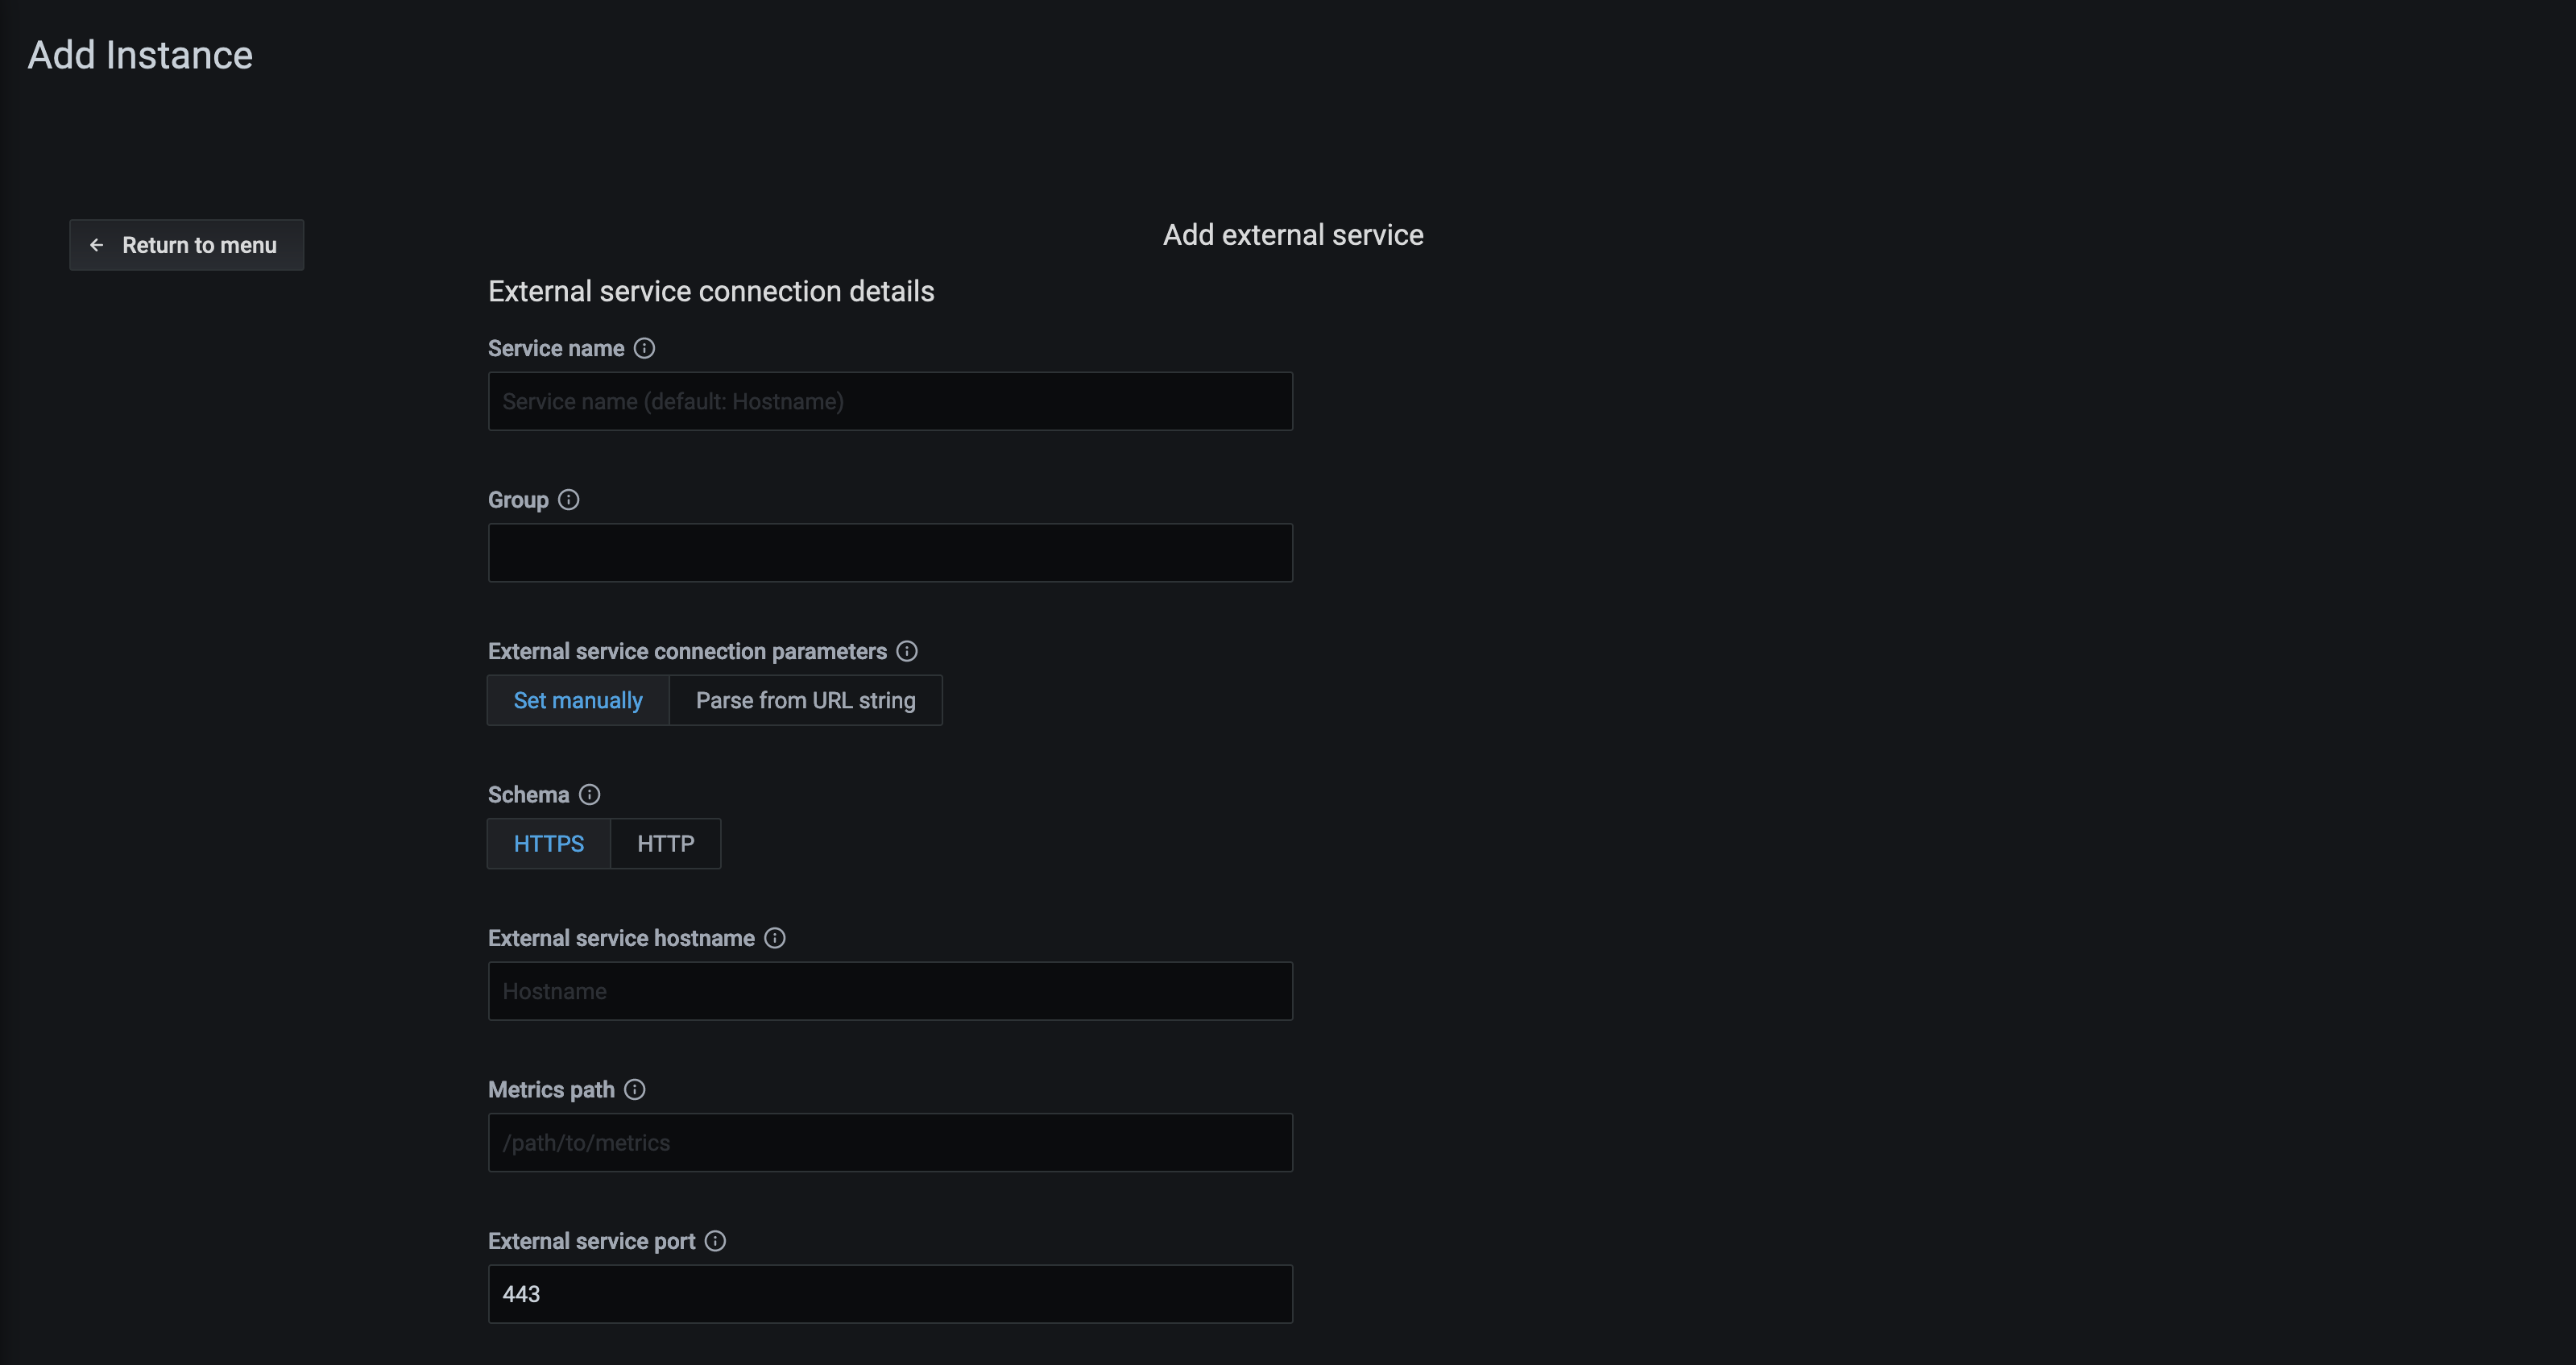 Add Instance
Return to menu
Add external service
External service connection details
Service name
Service name (default: Hostname)
Group
External service connection parameters
Set manually
Parse from URL string
Schema
HTTPS
HTTP
External service hostname
Hostname
Metrics path
/path/to/metrics
External service port
443